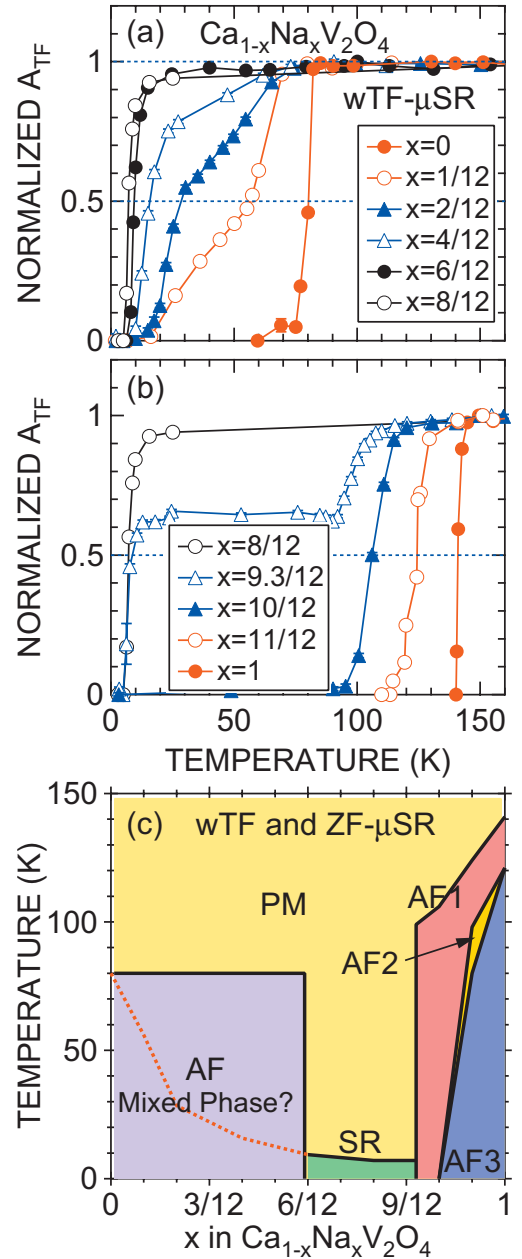 (a) Ca₁₋ₓNaₓV₂O₄
wTF-μSR
NORMALIZED A_TF
1
0.5
0
x=0
x=1/12
x=2/12
x=4/12
x=6/12
x=8/12
(b)
NORMALIZED A_TF
1
0.5
0
x=8/12
x=9.3/12
x=10/12
x=11/12
x=1
0 50 100 150
TEMPERATURE (K)
(c) wTF and ZF-μSR
TEMPERATURE (K)
150
100
50
0
PM
AF1
AF2
AF
Mixed Phase?
SR
AF3
0 3/12 6/12 9/12 1
x in Ca₁₋ₓNaₓV₂O₄